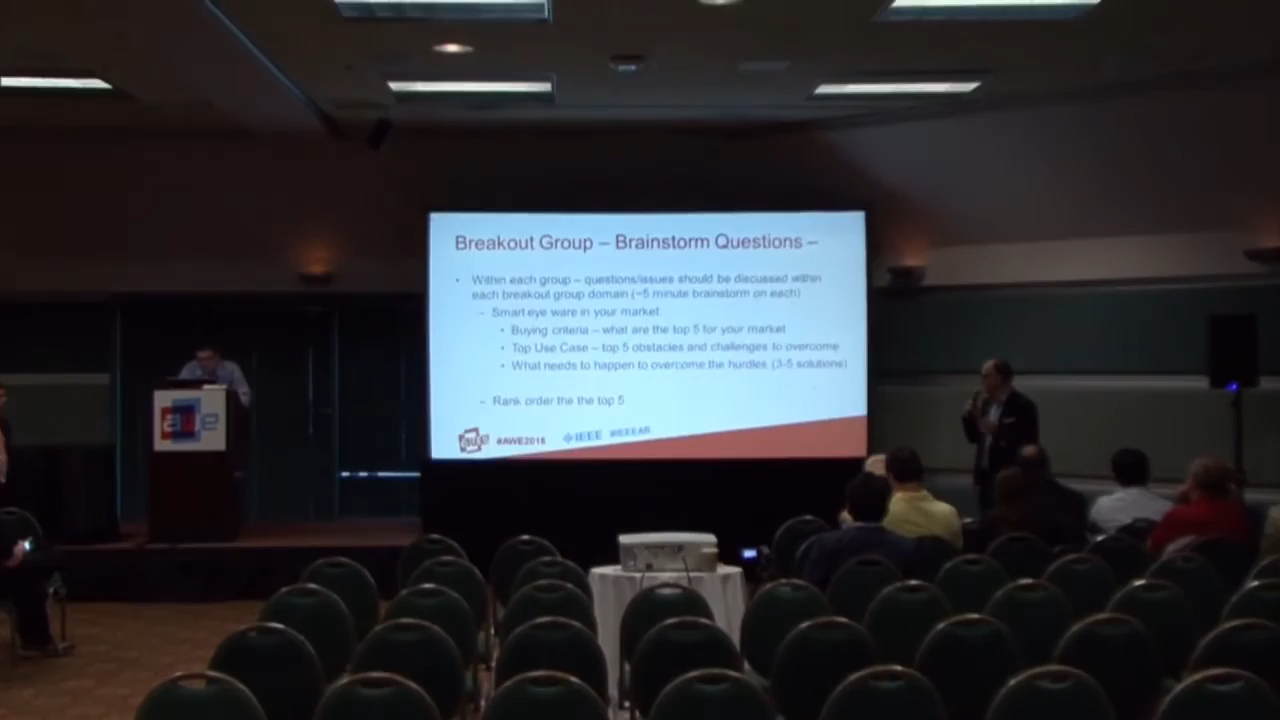 Breakout Group – Brainstorm Questions –
• Within each group – questions/issues should be discussed within
each breakout group domain (~5 minute brainstorm on each)
– Smart eye ware in your market
• Buying criteria – what are the top 5 for your market
• Top Use Case – top 5 obstacles and challenges to overcome
• What needs to happen to overcome the hurdles (3-5 solutions)
– Rank order the the top 5
#AWE2016
IEEE
awe